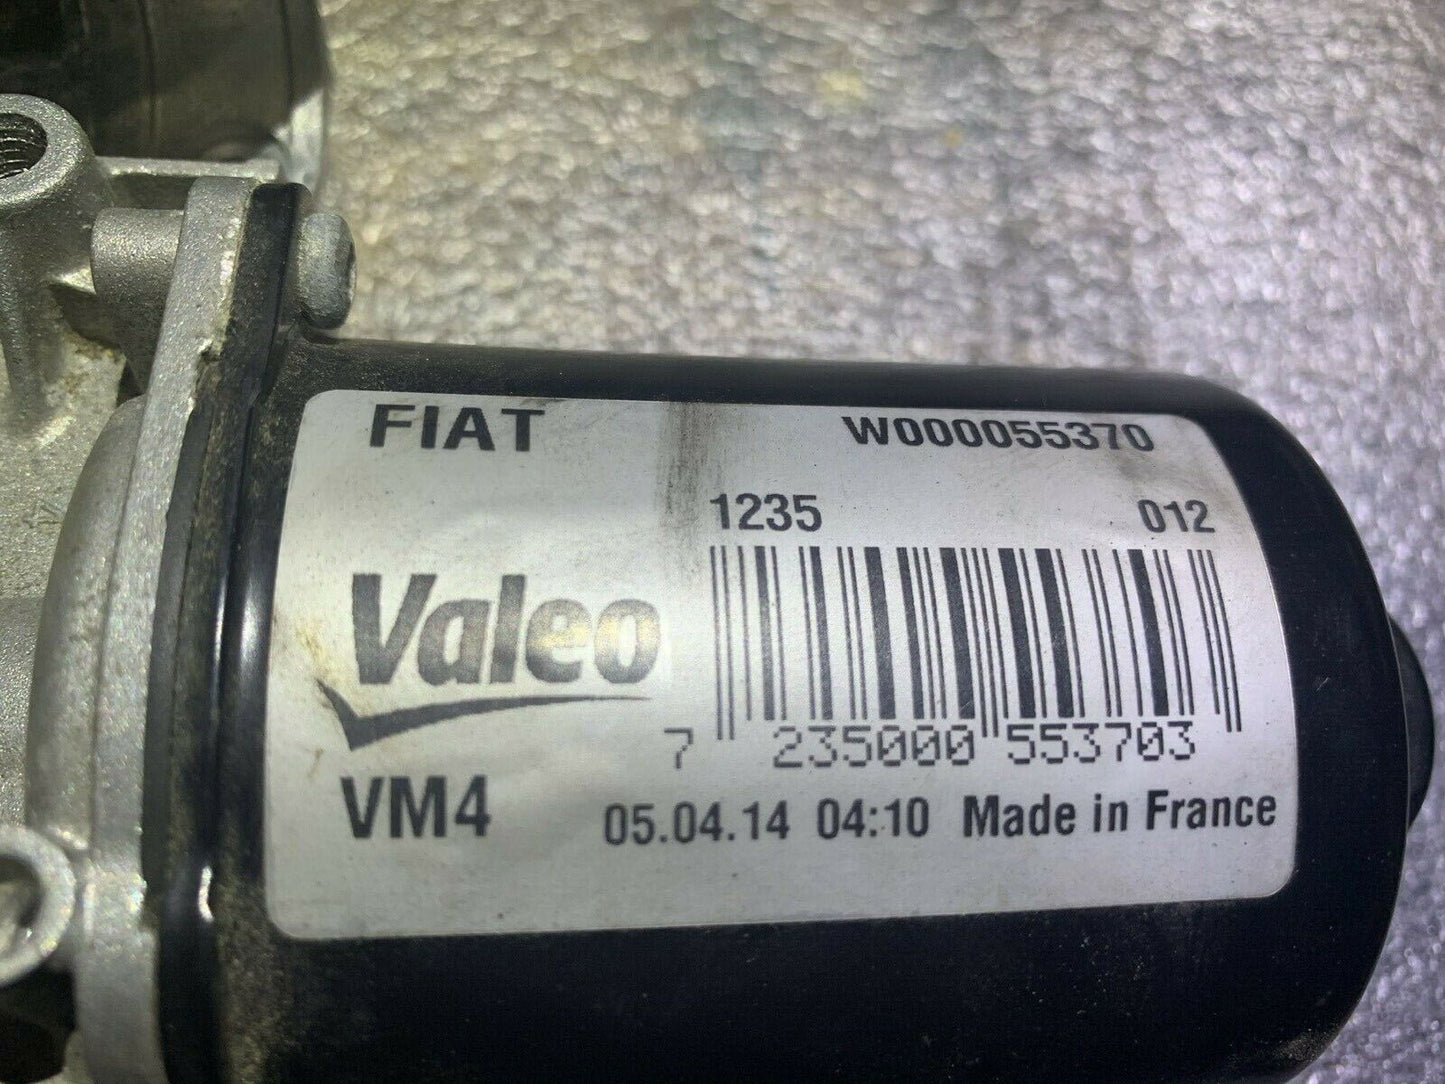 FIAT W000055370
1235 012
Valeo
7 235000 553703
VM4 05.04.14 04:10 Made in France